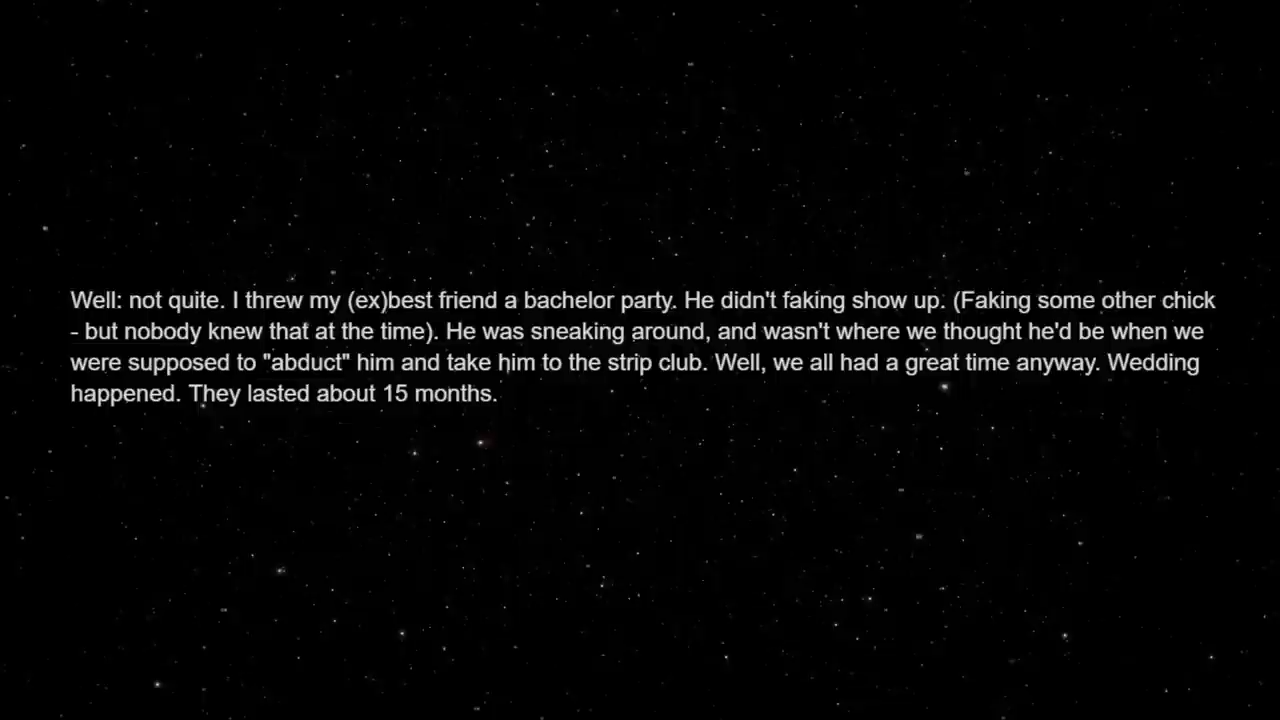 Well: not quite. I threw my (ex)best friend a bachelor party. He didn't faking show up. (Faking some other chick
- but nobody knew that at the time). He was sneaking around, and wasn't where we thought he'd be when we
were supposed to "abduct" him and take him to the strip club. Well, we all had a great time anyway. Wedding
happened. They lasted about 15 months.